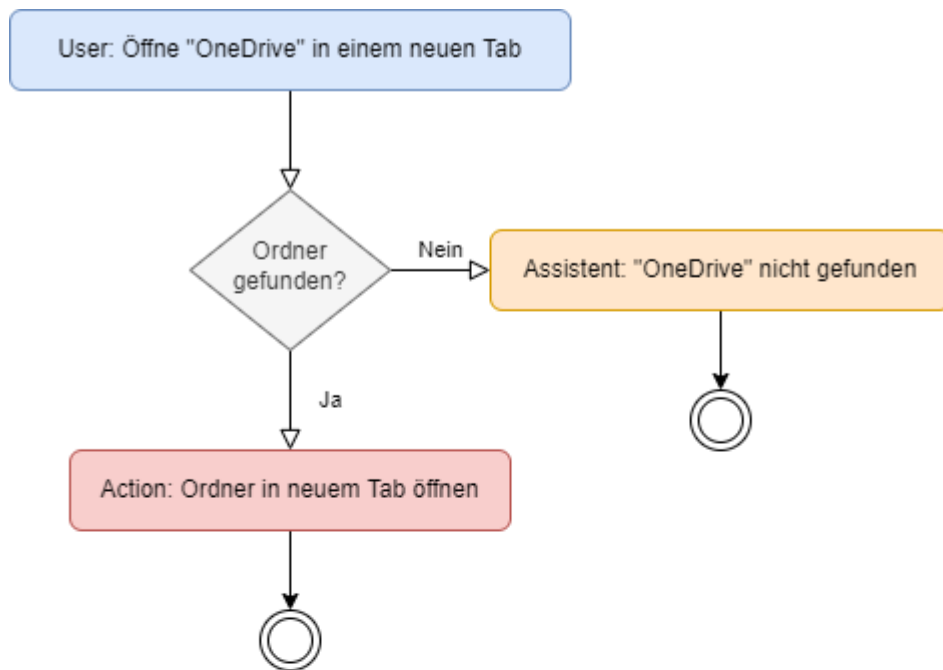 User: Öffne "OneDrive" in einem neuen Tab
Ordner
gefunden?
Nein
Assistent: "OneDrive" nicht gefunden
Ja
Action: Ordner in neuem Tab öffnen